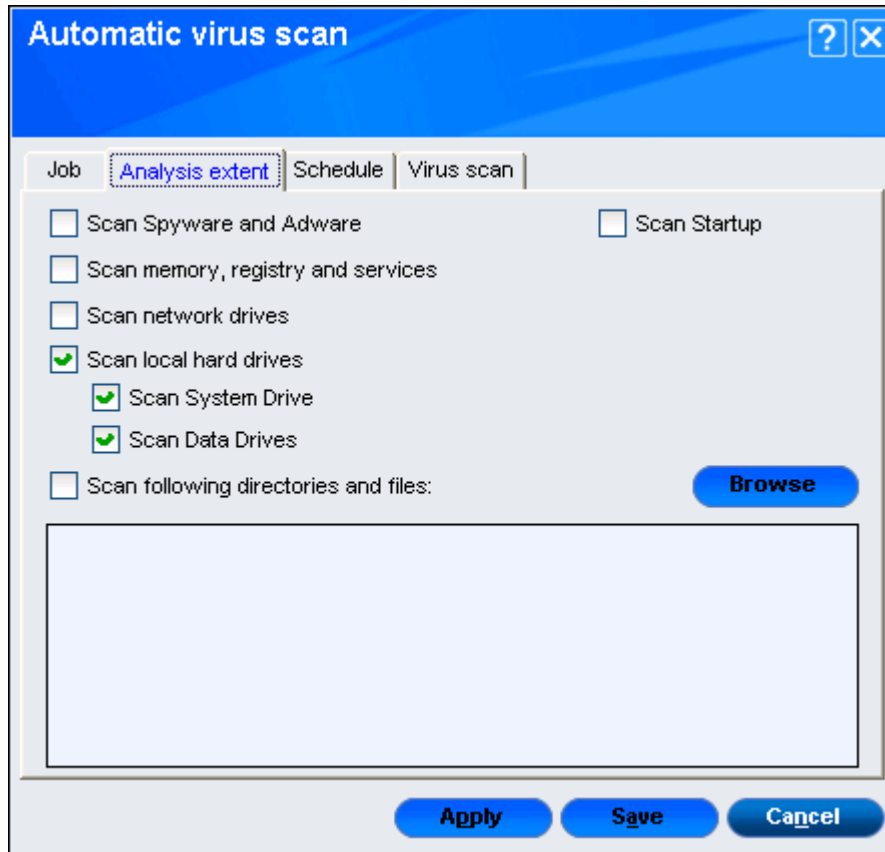 Automatic virus scan
?
Job Analysis extent Schedule Virus scan
Scan Spyware and Adware Scan Startup
Scan memory, registry and services
Scan network drives
Scan local hard drives
Scan System Drive
Scan Data Drives
Scan following directories and files: Browse
Apply Save Cancel